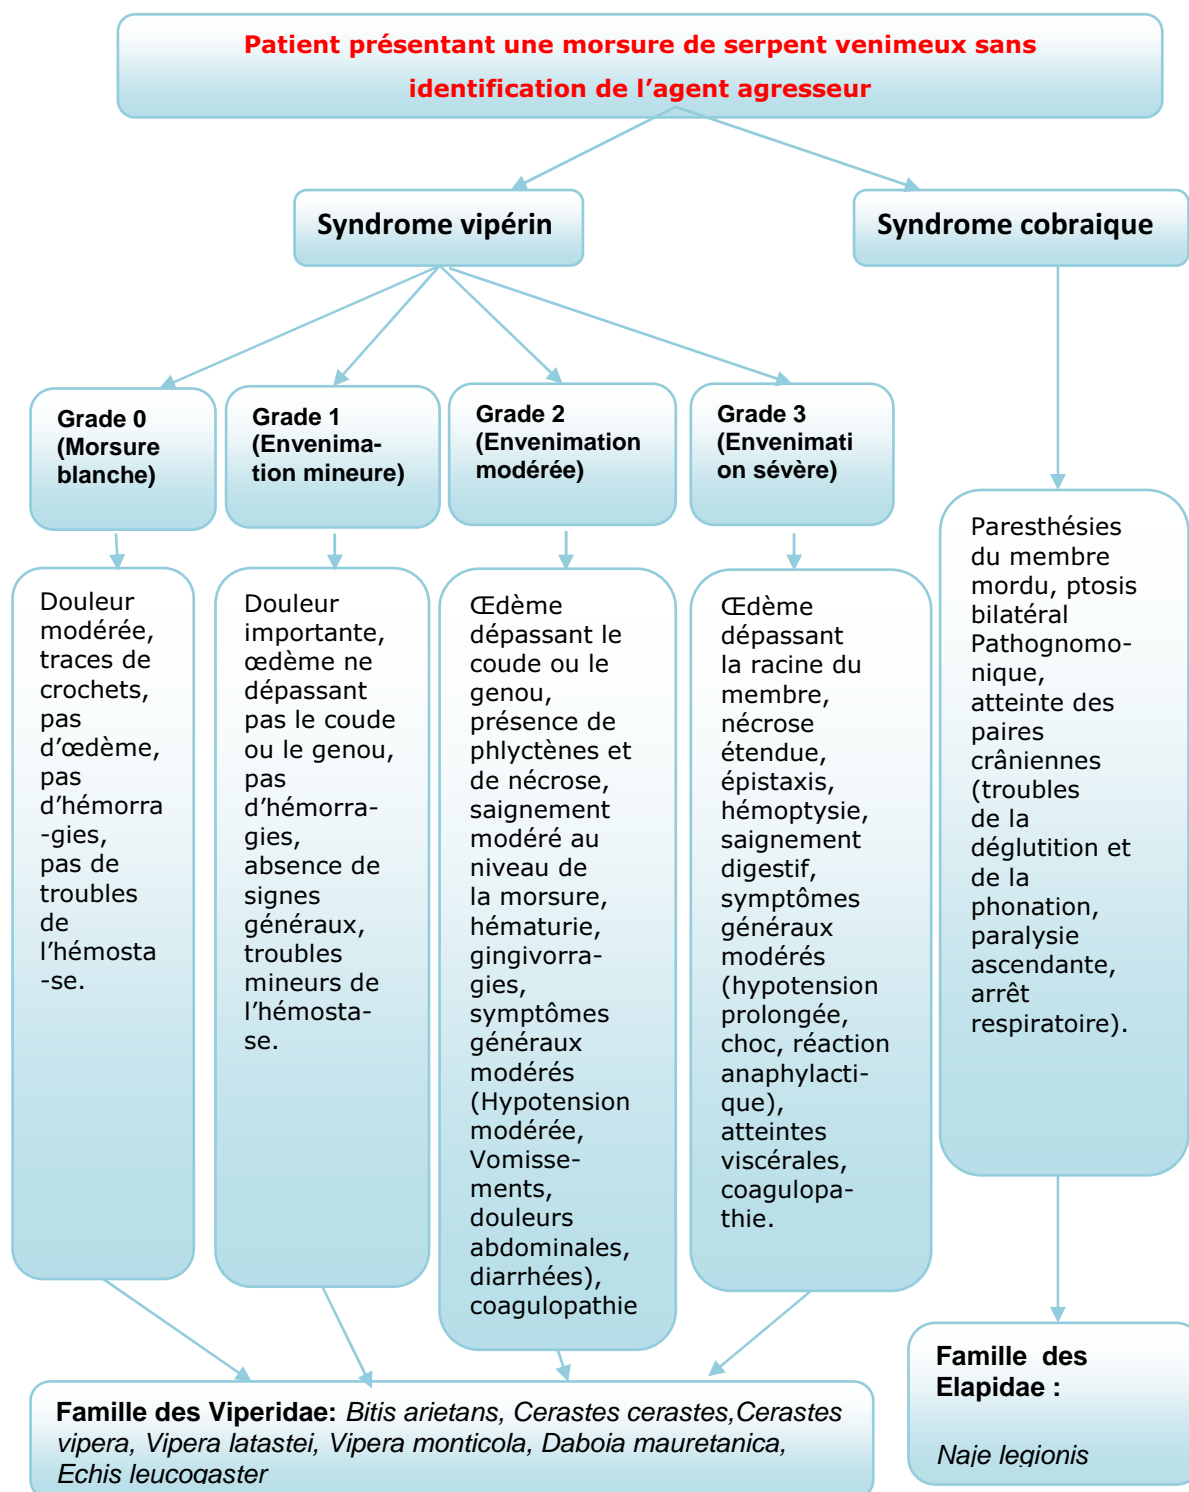 Patient présentant une morsure de serpent venimeux sans
identification de l’agent agresseur
Syndrome vipérin
Syndrome cobraique
Grade 0
(Morsure
blanche)
Grade 1
(Envenima-
tion mineure)
Grade 2
(Envenimation
modérée)
Grade 3
(Envenimati
on sévère)
Douleur
modérée,
traces de
crochets,
pas
d’œdème,
pas
d’hémorra
-gies,
pas de
troubles
de
l’hémosta
-se.
Douleur
importante,
œdème ne
dépassant
pas le coude
ou le genou,
pas
d’hémorra-
gies,
absence de
signes
généraux,
troubles
mineurs de
l’hémosta-
se.
Œdème
dépassant le
coude ou le
genou,
présence de
phlyctènes et
de nécrose,
saignement
modéré au
niveau de
la morsure,
hématurie,
gingivorra-
gies,
symptômes
généraux
modérés
(Hypotension
modérée,
Vomisse-
ments,
douleurs
abdominales,
diarrhées),
coagulopathie
Œdème
dépassant
la racine du
membre,
nécrose
étendue,
épistaxis,
hémoptysie,
saignement
digestif,
symptômes
généraux
modérés
(hypotension
prolongée,
choc, réaction
anaphylacti-
que),
atteintes
viscérales,
coagulopa-
thie.
Paresthésies
du membre
mordu, ptosis
bilatéral
Pathognomo-
nique,
atteinte des
paires
crâniennes
(troubles
de la
déglutition et
de la
phonation,
paralysie
ascendante,
arrêt
respiratoire).
Famille des Viperidae: Bitis arietans, Cerastes cerastes,Cerastes
vipera, Vipera latastei, Vipera monticola, Daboia mauretanica,
Echis leucogaster
Famille des
Elapidae :
Naje legionis